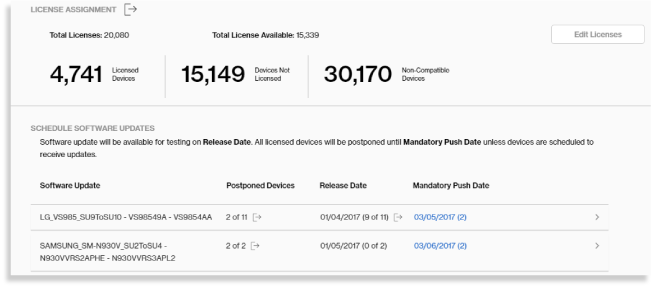 LICENSE ASSIGNMENT
Total Licenses: 20,080 Total License Available: 15,339
Edit Licenses
4,741 Licensed Devices 15,149 Devices Not Licensed 30,170 Non-Compatible Devices
SCHEDULE SOFTWARE UPDATES
Software update will be available for testing on Release Date. All licensed devices will be postponed until Mandatory Push Date unless devices are scheduled to
receive updates.
Software Update Postponed Devices Release Date Mandatory Push Date
LG_VS985_SU9ToSU10 - VS98549A - VS9854AA 2 of 11 01/04/2017 (9 of 11) 03/05/2017 (2)
SAMSUNG_SM-N930V_SU2ToSU4 - 2 of 2 01/05/2017 (0 of 2) 03/06/2017 (2)
N930VVRS2APHE - N930VVRS3APL2